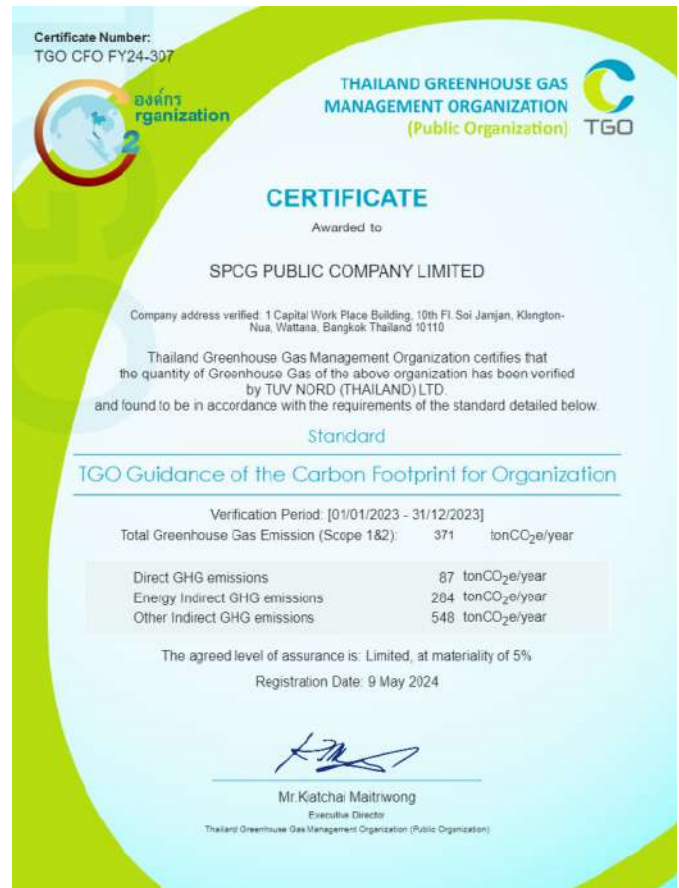 Certificate Number:
TGO CFO FY24-307
องค์กร
rganization
2
THAILAND GREENHOUSE GAS
MANAGEMENT ORGANIZATION
(Public Organization)
TGO
CERTIFICATE
Awarded to
SPCG PUBLIC COMPANY LIMITED
Company address verified: 1 Capital Work Place Building, 10th Fl. Soi Jamjan, Klongton-
Nua, Wattana, Bangkok Thailand 10110
Thailand Greenhouse Gas Management Organization certifies that
the quantity of Greenhouse Gas of the above organization has been verified
by TUV NORD (THAILAND) LTD.
and found to be in accordance with the requirements of the standard detailed below.
Standard
TGO Guidance of the Carbon Footprint for Organization
Verification Period: [01/01/2023 - 31/12/2023]
Total Greenhouse Gas Emission (Scope 1&2): 371 tonCO2e/year
Direct GHG emissions 87 tonCO2e/year
Energy Indirect GHG emissions 284 tonCO2e/year
Other Indirect GHG emissions 548 tonCO2e/year
The agreed level of assurance is: Limited, at materiality of 5%
Registration Date: 9 May 2024
Mr.Kiatchai Maitriwong
Executive Director
Thailand Greenhouse Gas Management Organization (Public Organization)